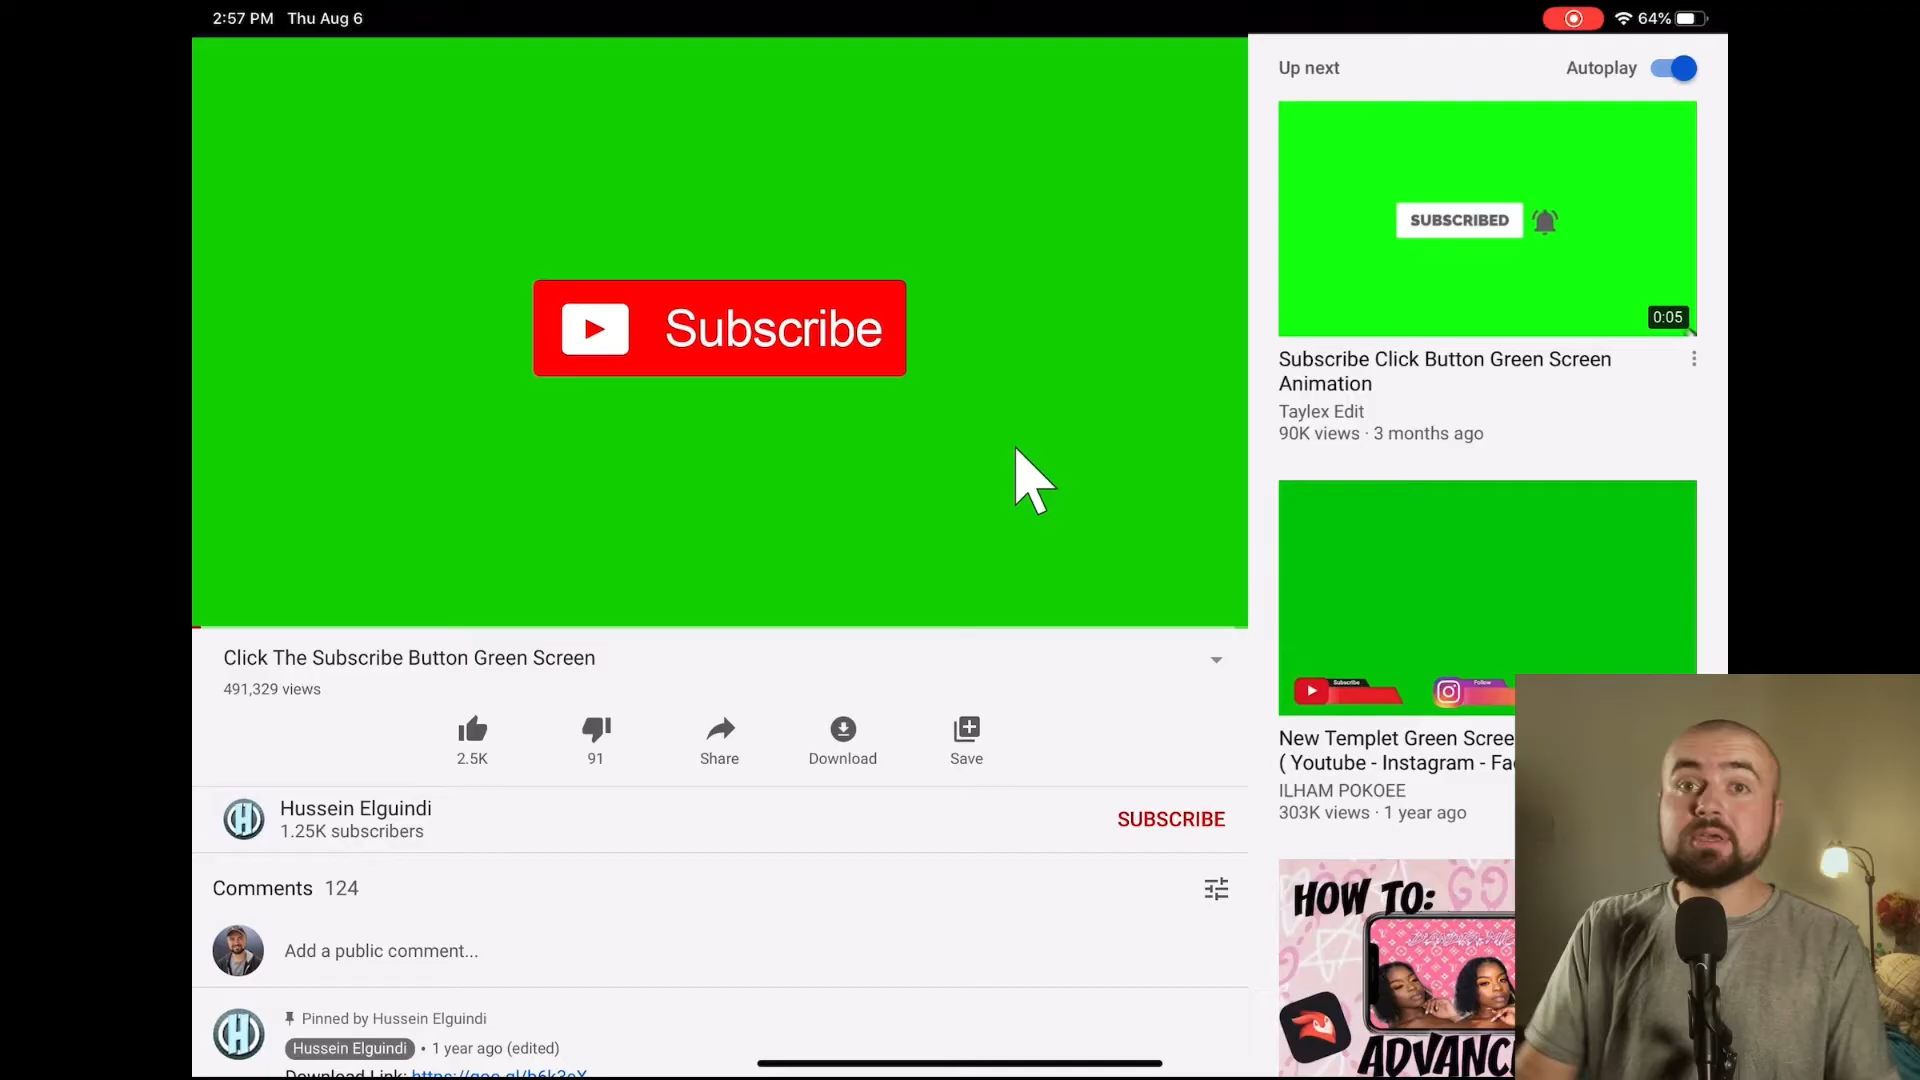 2:57 PM Thu Aug 6
64%
Subscribe
Click The Subscribe Button Green Screen
491,329 views
2.5K
91
Share
Download
Save
Hussein Elguindi
1.25K subscribers
SUBSCRIBE
Comments 124
Add a public comment...
Pinned by Hussein Elguindi
Hussein Elguindi • 1 year ago (edited)
Up next
Autoplay
SUBSCRIBED
0:05
Subscribe Click Button Green Screen
Animation
Taylex Edit
90K views · 3 months ago
Subscribe
Follow
New Templet Green Scree
( Youtube - Instagram - Fa
ILHAM POKOEE
303K views · 1 year ago
HOW TO:
ADVANC